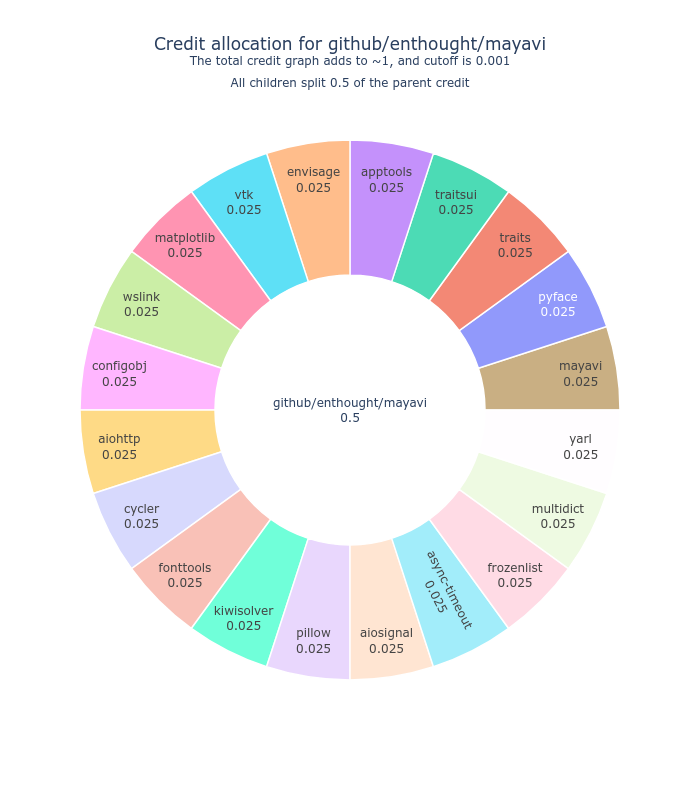 Credit allocation for github/enthought/mayavi
The total credit graph adds to ~1, and cutoff is 0.001
All children split 0.5 of the parent credit
envisage
0.025
apptools
0.025
vtk
0.025
traitsui
0.025
matplotlib
0.025
traits
0.025
wslink
0.025
pyface
0.025
configobj
0.025
mayavi
0.025
github/enthought/mayavi
0.5
aiohttp
0.025
yarl
0.025
cycler
0.025
multidict
0.025
fonttools
0.025
frozenlist
0.025
kiwisolver
0.025
async-timeout
0.025
pillow
0.025
aiosignal
0.025